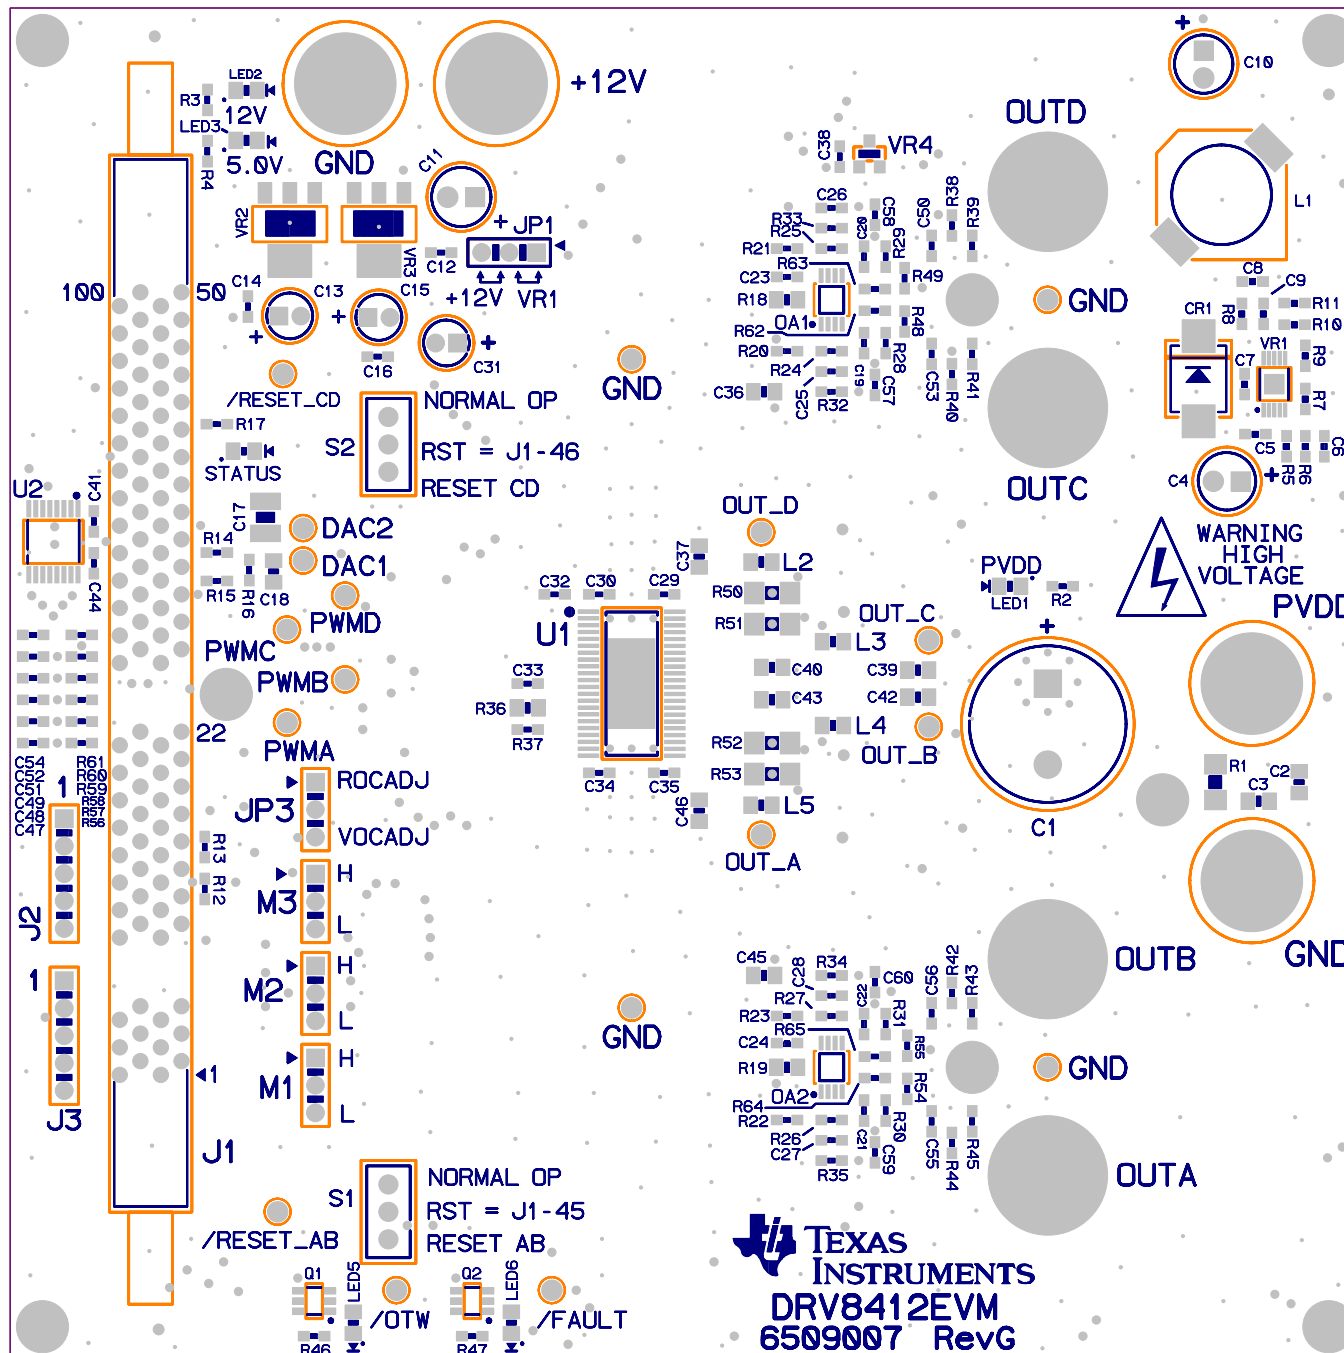 LED2
R3
12V
LED3
5.0V
R4
GND
+12V
C11
C10
+
OUTD
C38
VR4
L1
VR2
VR3
+
JP1
C12
+12V
VR1
100
50
C14
C13
C15
+
+
C16
C31
+
/RESET_CD
NORMAL OP
S2
RST = J1-46
RESET CD
R17
STATUS
GND
C26
R33
R25
R21
R63
C23
R18
OA1
R62
R20
R24
C25
R32
C36
C58
C20
R29
C50
R38
R39
R49
R48
R28
C19
C57
C53
R40
R41
GND
OUTC
C8
C9
R11
R10
R8
CR1
VR1
C7
R9
R7
C5
R5
R6
C6
C4
+
WARNING
HIGH
VOLTAGE
PVDD
U2
C41
C44
C17
DAC2
DAC1
R14
R15
R16
C18
PWMD
PWMC
PWMB
PWMA
22
C32
C30
C29
C37
U1
C33
R36
R37
C34
C35
C46
OUT_D
L2
R50
R51
OUT_C
L3
C40
C39
C43
C42
L4
OUT_B
R52
R53
L5
OUT_A
PVDD
LED1
R2
+
C1
R1
C2
C3
GND
C54
C52
C51
C49
C48
C47
R61
R60
R59
R58
R57
R56
1
J2
1
J3
R13
R12
JP3
ROCADJ
VOCADJ
M3
H
L
M2
H
L
M1
H
L
1
J1
GND
C45
C28
R34
R27
R23
R65
C24
R19
OA2
R64
R22
R26
C27
R35
C60
C22
R31
C56
R42
R43
R55
R54
R30
C21
C59
C55
R44
R45
OUTB
GND
OUTA
S1
NORMAL OP
RST = J1-45
RESET AB
/RESET_AB
Q1
LED5
/OTW
R46
Q2
LED6
/FAULT
R47
TEXAS
INSTRUMENTS
DRV8412EVM
6509007 RevG